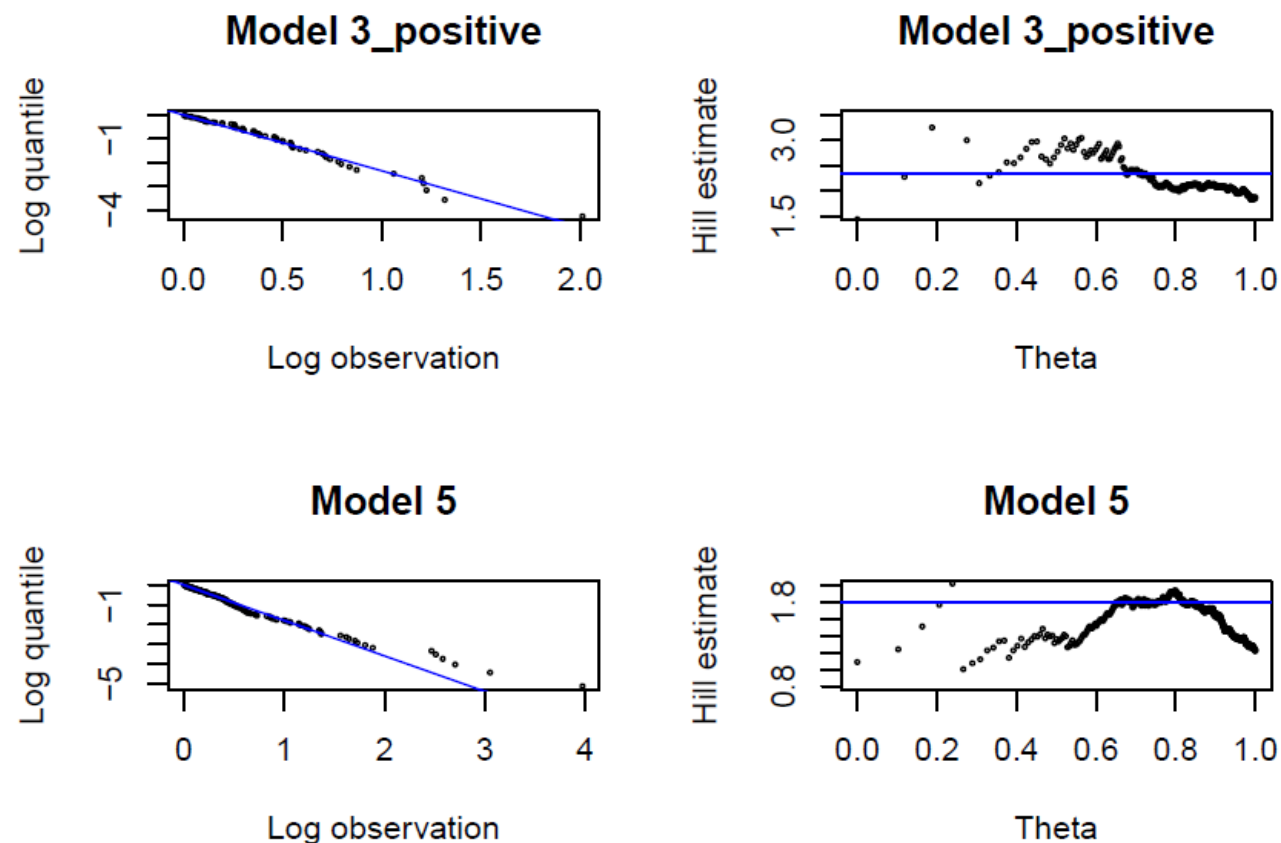 Model 3_positive
Log quantile
−1
−4
0.0 0.5 1.0 1.5 2.0
Log observation
Model 3_positive
Hill estimate
3.0
1.5
0.0 0.2 0.4 0.6 0.8 1.0
Theta
Model 5
Log quantile
−1
−5
0 1 2 3 4
Log observation
Model 5
Hill estimate
1.8
0.8
0.0 0.2 0.4 0.6 0.8 1.0
Theta